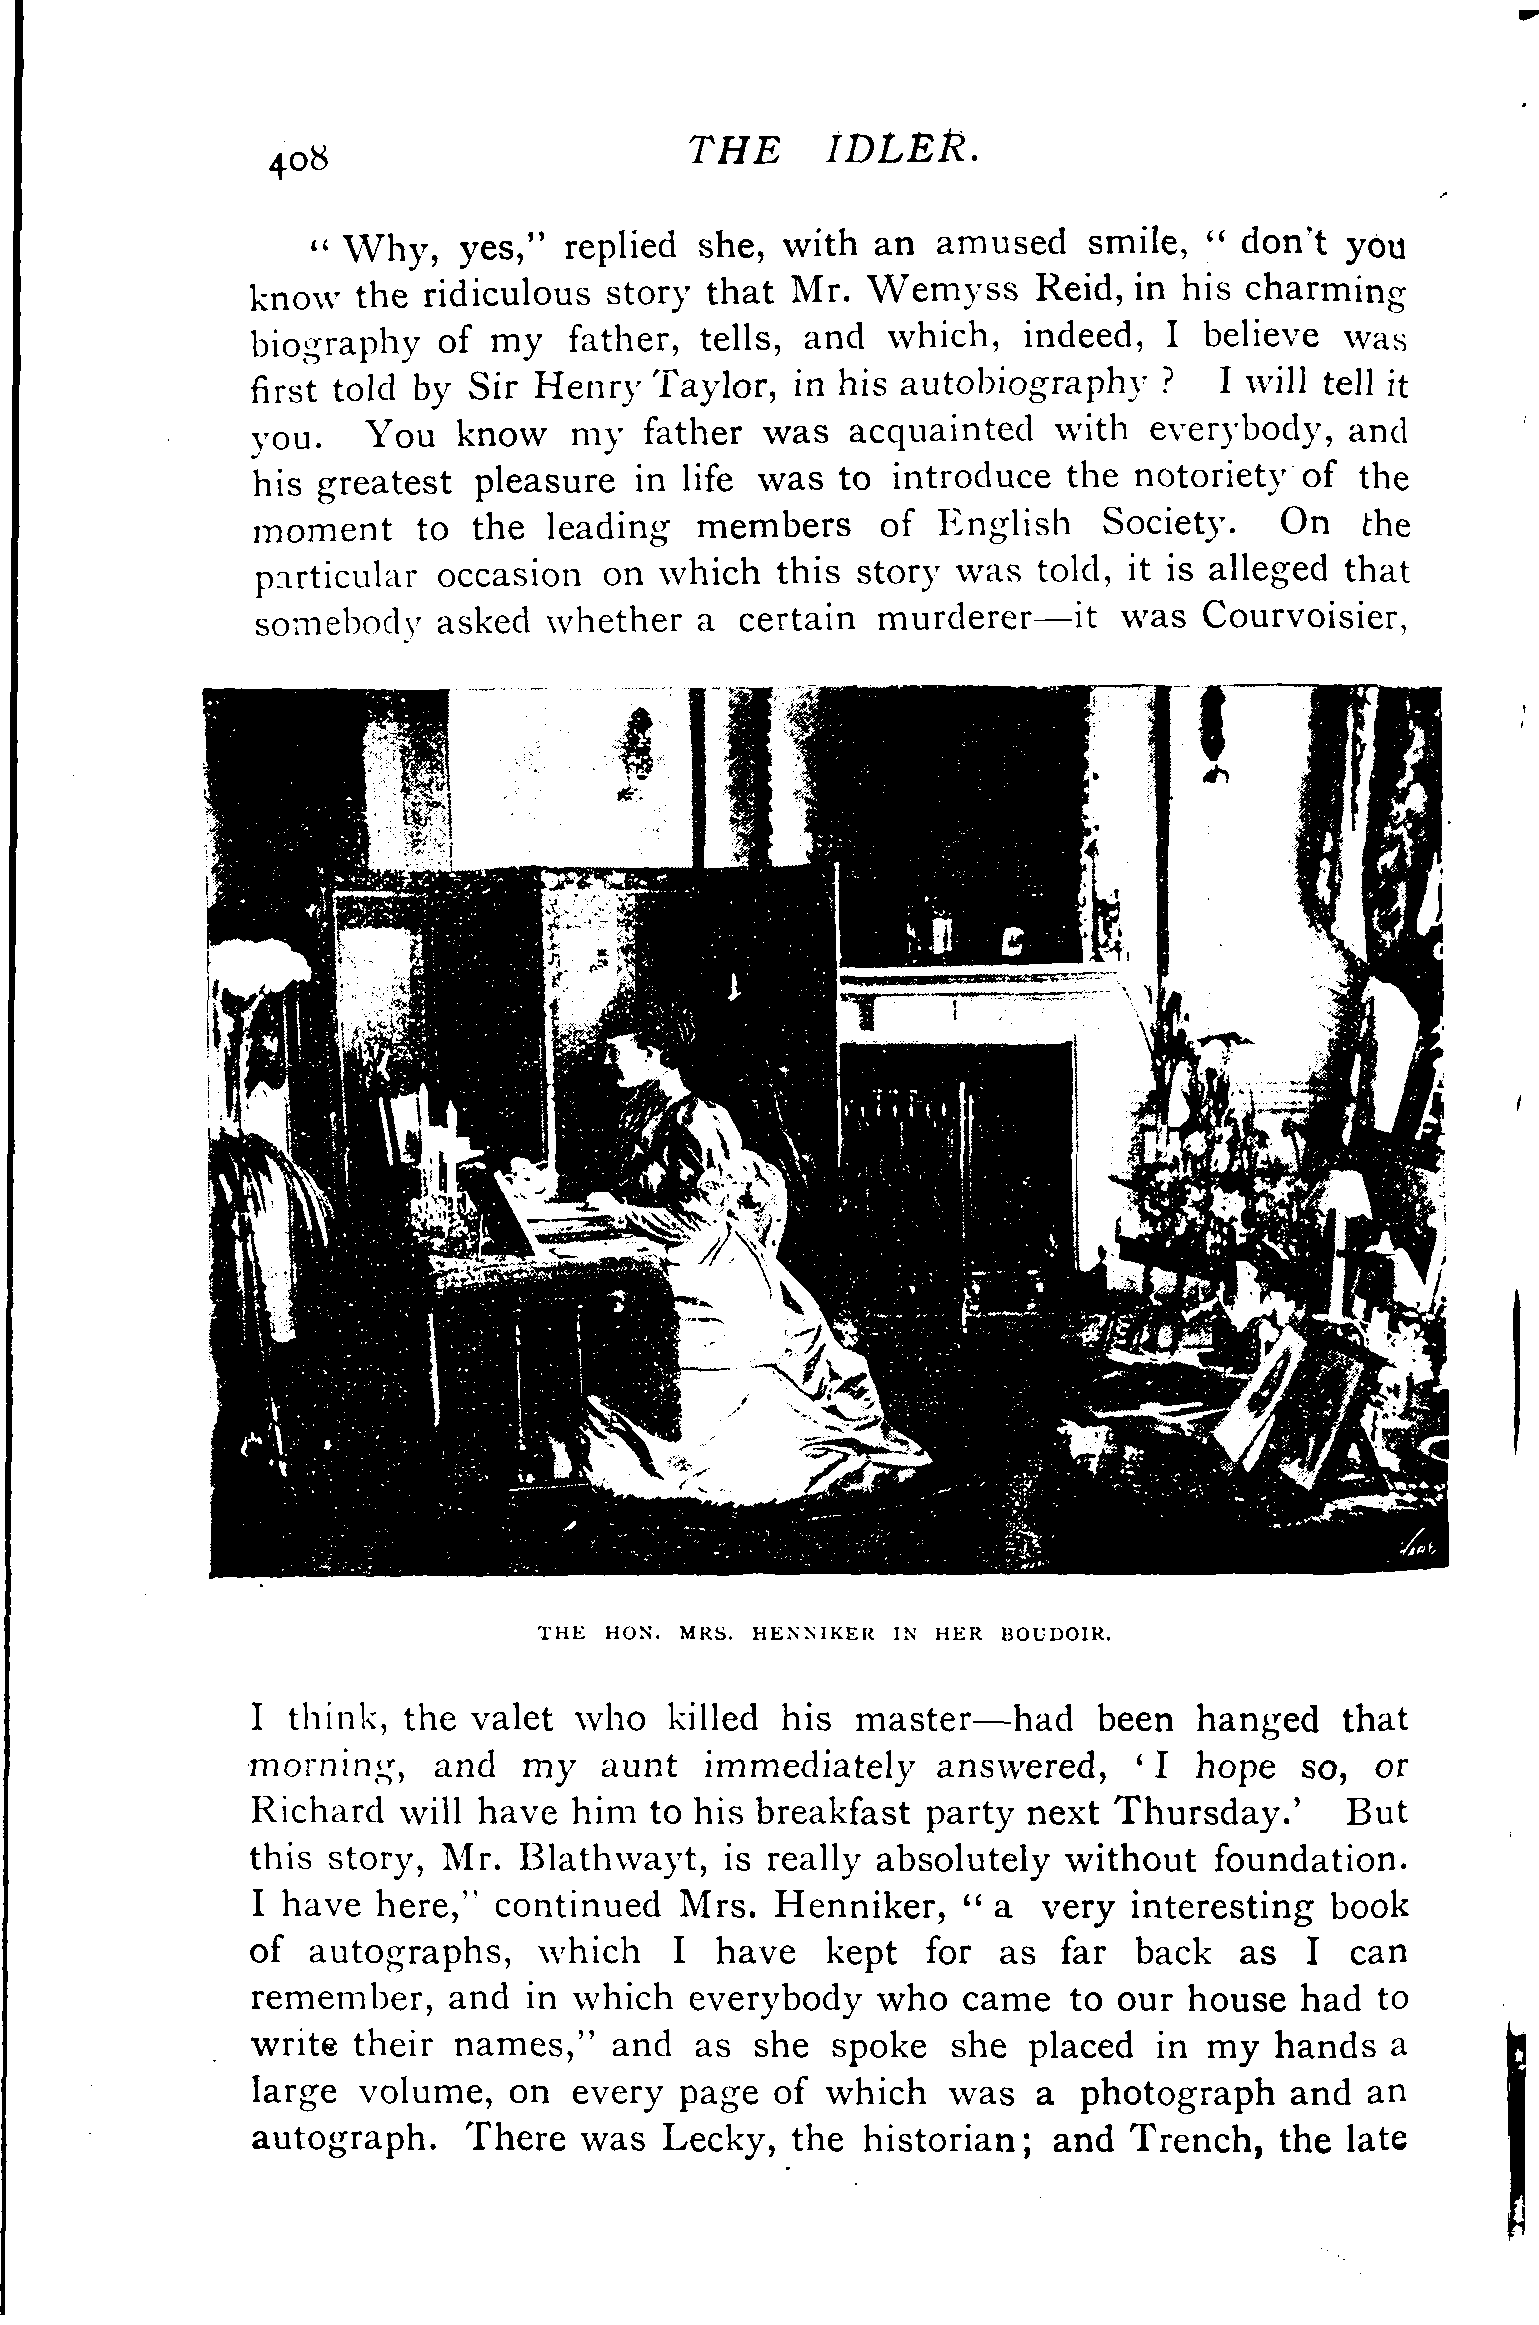 408 THE IDLER.
“ Why, yes,” replied she, with an amused smile, “ don't you
know the ridiculous story that Mr. Wemyss Reid, in his charming
biography of my father, tells, and which, indeed, I believe was
first told by Sir Henry Taylor, in his autobiography ? I will tell it
you. You know my father was acquainted with everybody, and
his greatest pleasure in life was to introduce the notoriety of the
moment to the leading members of English Society. On the
particular occasion on which this story was told, it is alleged that
somebody asked whether a certain murderer—it was Courvoisier,
THE HON. MRS. HENNIKER IN HER BOUDOIR.
I think, the valet who killed his master—had been hanged that
morning, and my aunt immediately answered, ‘ I hope so, or
Richard will have him to his breakfast party next Thursday.’ But
this story, Mr. Blathwayt, is really absolutely without foundation.
I have here,” continued Mrs. Henniker, “ a very interesting book
of autographs, which I have kept for as far back as I can
remember, and in which everybody who came to our house had to
write their names,” and as she spoke she placed in my hands a
large volume, on every page of which was a photograph and an
autograph. There was Lecky, the historian; and Trench, the late